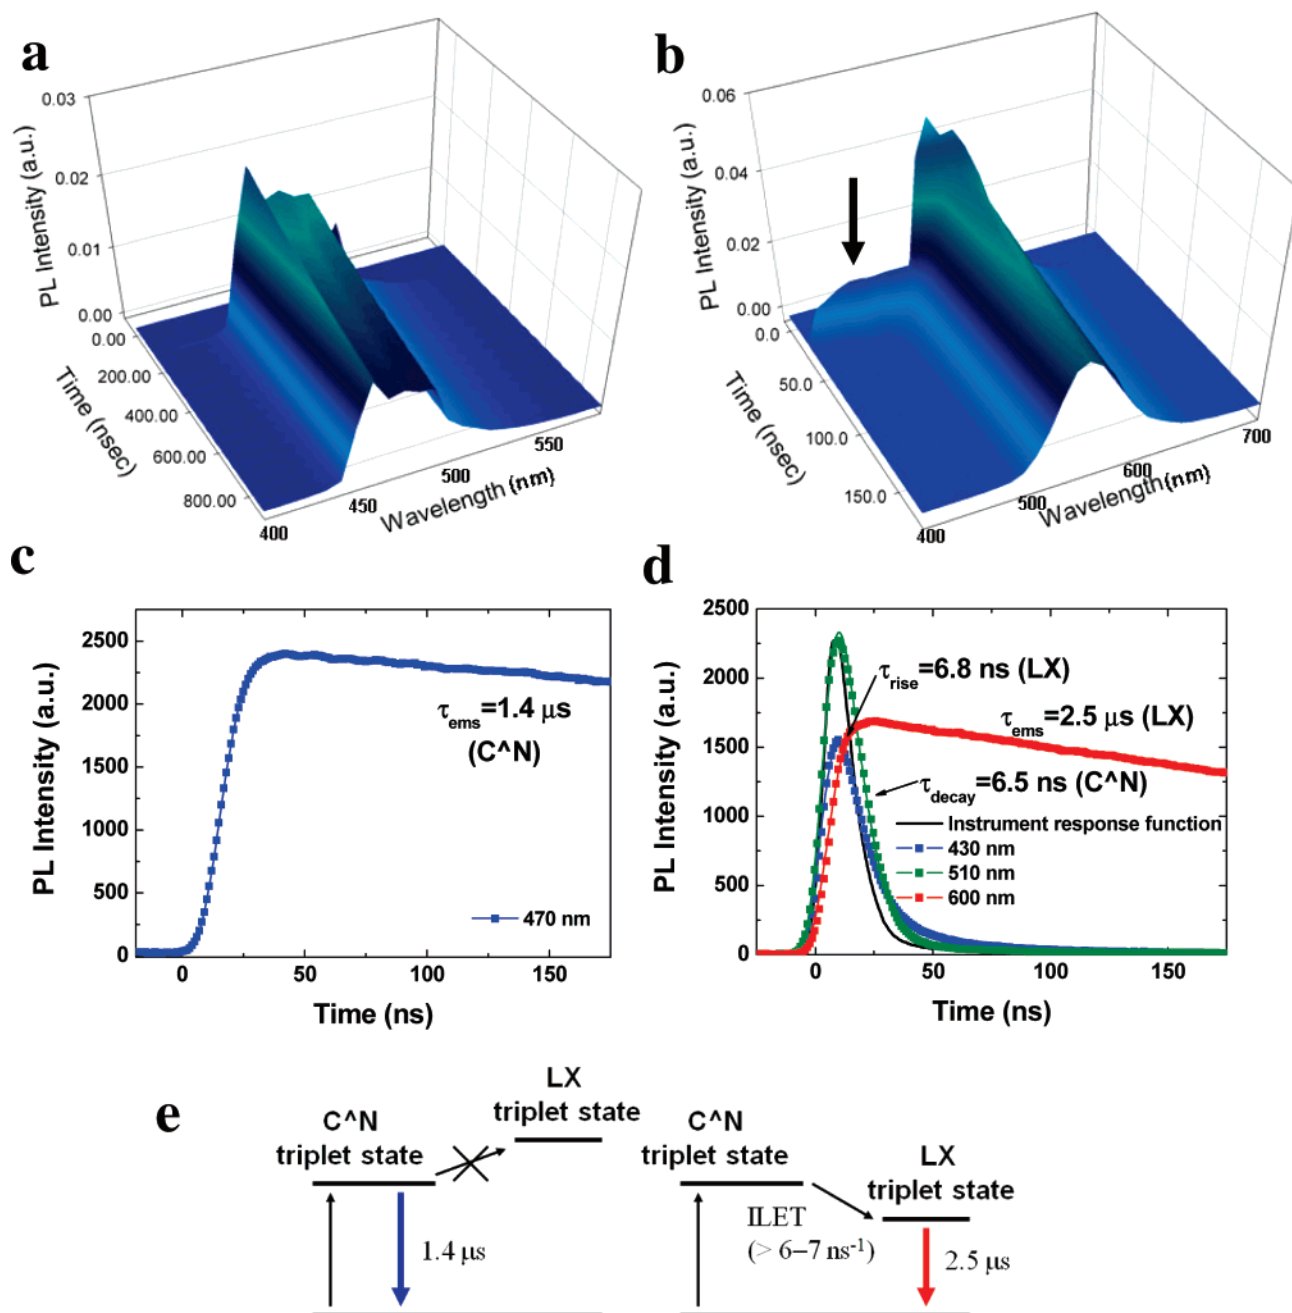 a
PL Intensity (a.u.)
0.03
0.02
0.01
0.00
0.00
200.00
400.00
600.00
800.00
Time (nsec)
400
450
500
550
Wavelength (nm)
b
PL Intensity (a.u.)
0.06
0.04
0.02
0.00
0.0
50.0
100.0
150.0
Time (nsec)
400
500
600
700
Wavelength (nm)
c
PL Intensity (a.u.)
2500
2000
1500
1000
500
0
τems=1.4 μs
(C^N)
470 nm
0 50 100 150
Time (ns)
d
PL Intensity (a.u.)
2500
2000
1500
1000
500
0
τrise=6.8 ns (LX)
τems=2.5 μs (LX)
τdecay=6.5 ns (C^N)
Instrument response function
430 nm
510 nm
600 nm
0 50 100 150
Time (ns)
e
C^N
triplet state
LX
triplet state
1.4 μs
C^N
triplet state
LX
triplet state
ILET
(> 6–7 ns⁻¹)
2.5 μs